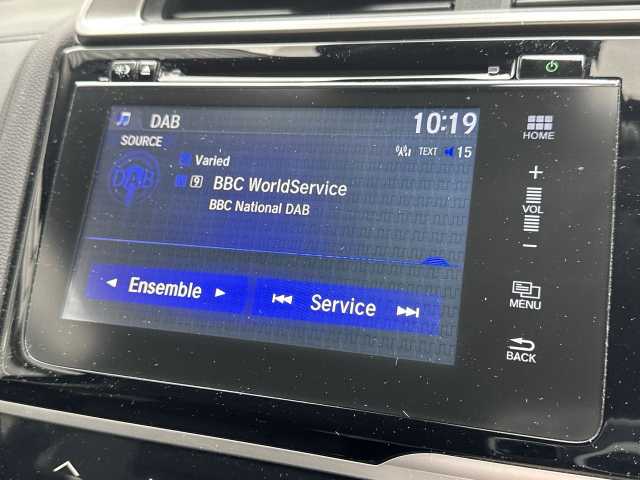 DAB
10:19
SOURCE
TEXT
15
DAB
Varied
9
BBC WorldService
BBC National DAB
Ensemble
Service
HOME
+
VOL
-
MENU
BACK